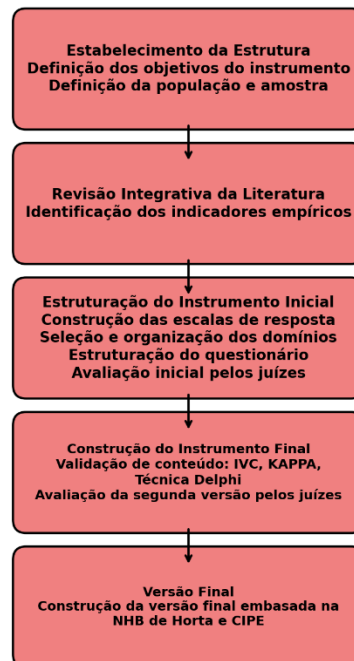 Estabelecimento da Estrutura
Definição dos objetivos do instrumento
Definição da população e amostra
Revisão Integrativa da Literatura
Identificação dos indicadores empíricos
Estruturação do Instrumento Inicial
Construção das escalas de resposta
Seleção e organização dos domínios
Estruturação do questionário
Avaliação inicial pelos juízes
Construção do Instrumento Final
Validação de conteúdo: IVC, KAPPA,
Técnica Delphi
Avaliação da segunda versão pelos juízes
Versão Final
Construção da versão final embasada na
NHB de Horta e CIPE